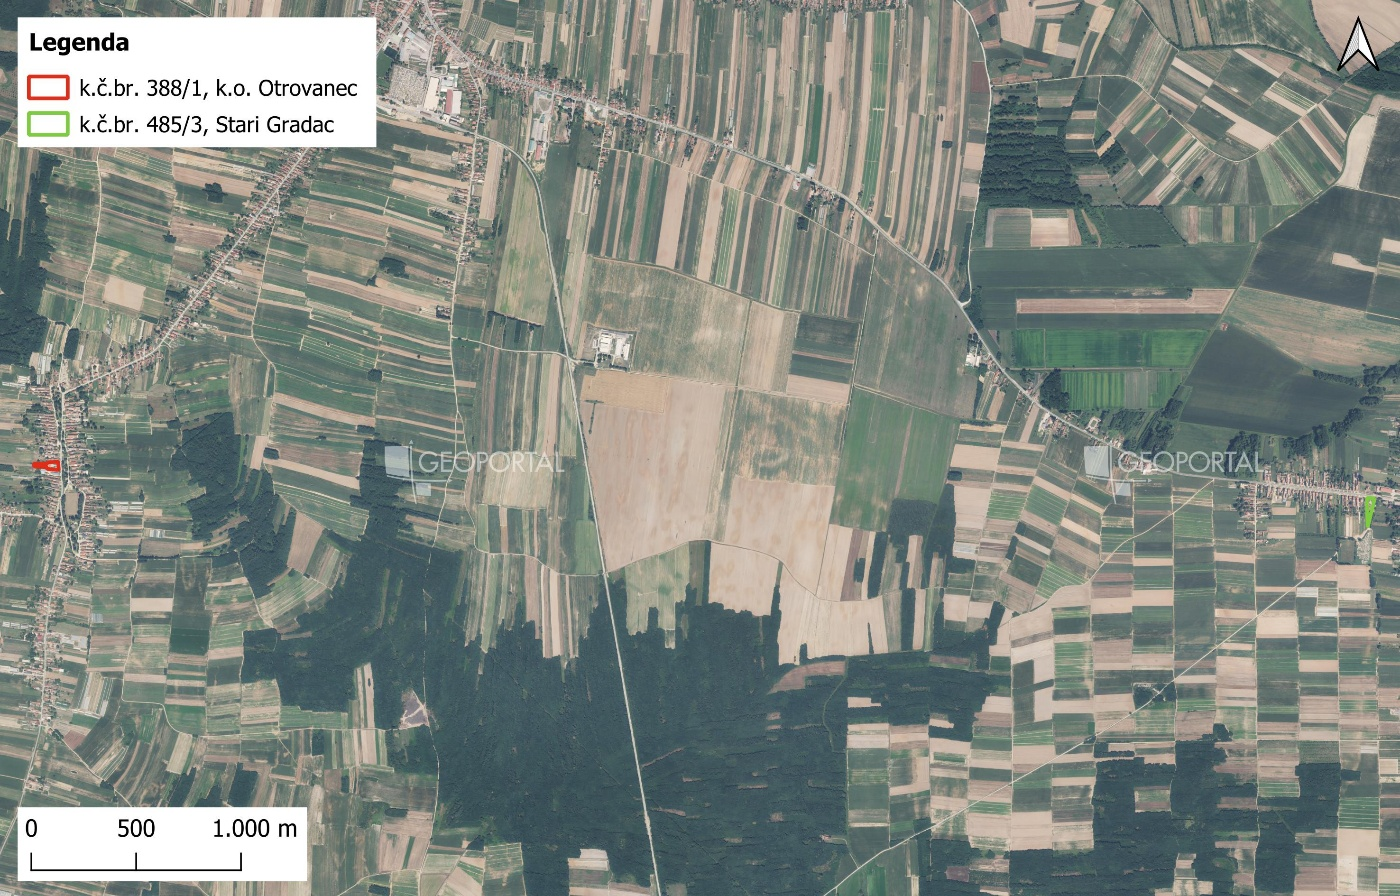 Legenda
k.č.br. 388/1, k.o. Otrovanec
k.č.br. 485/3, Stari Gradac
GEOPORTAL
GEOPORTAL
0 500 1.000 m